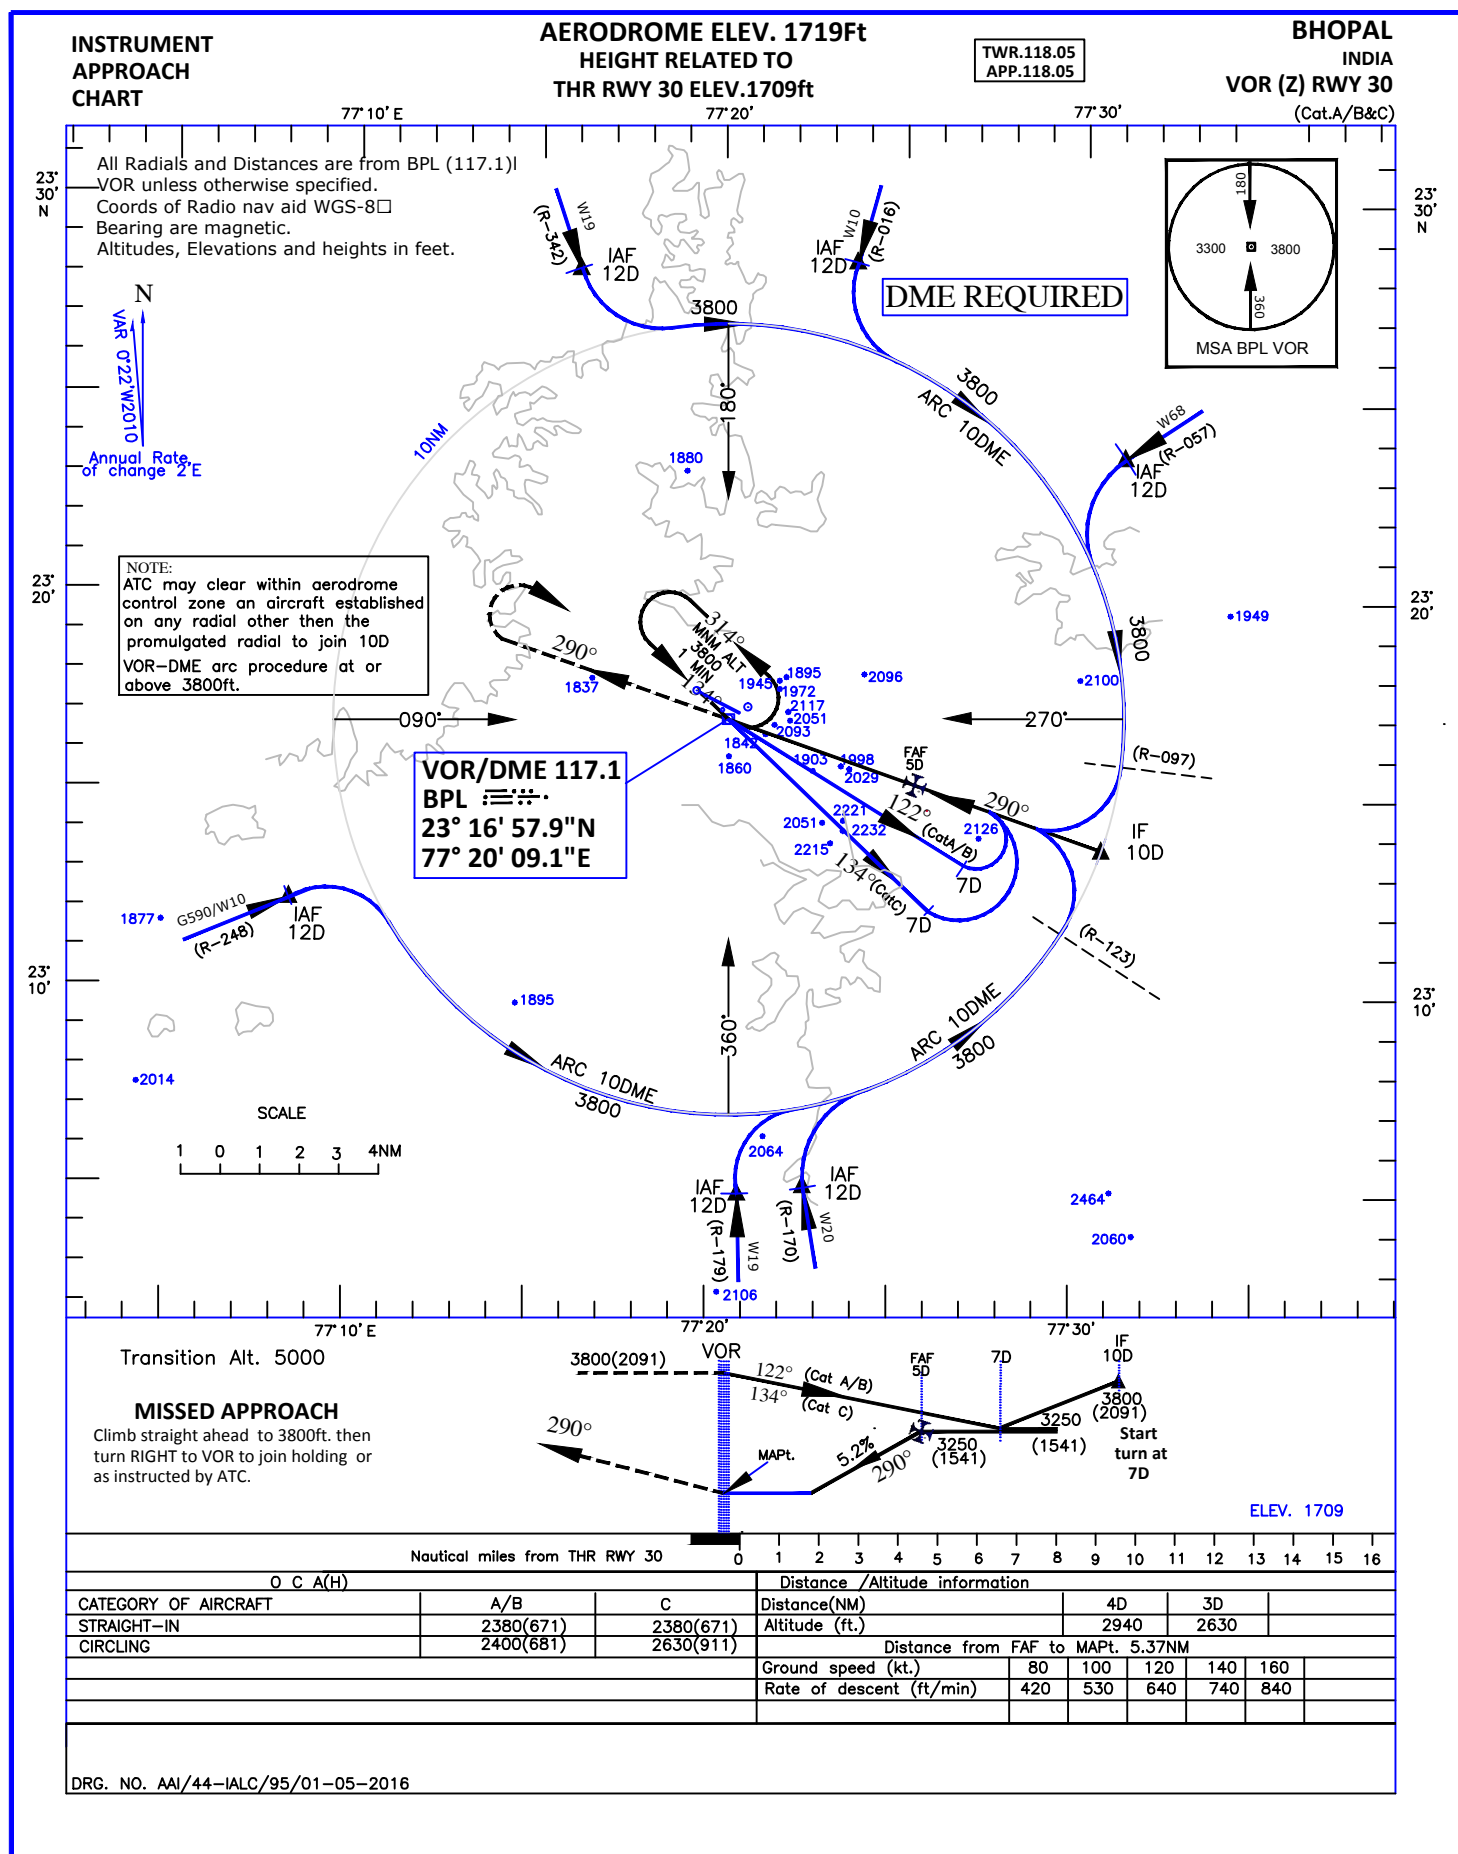 INSTRUMENT
APPROACH
CHART
AERODROME ELEV. 1719Ft
HEIGHT RELATED TO
THR RWY 30 ELEV.1709ft
TWR.118.05
APP.118.05
BHOPAL
INDIA
VOR (Z) RWY 30
(Cat.A/B&C)
77°10' E
77°20'
77°30'
All Radials and Distances are from BPL (117.1)
VOR unless otherwise specified.
Coords of Radio nav aid WGS-8□
Bearing are magnetic.
Altitudes, Elevations and heights in feet.
23°
30'
N
23°
30'
N
N
VAR 0°22'W2010
Annual Rate
of change 2'E
W19
(R-342)
IAF
12D
W10
(R-016)
IAF
12D
DME REQUIRED
180
3300
3800
360
MSA BPL VOR
3800
180°
10NM
3800
ARC 10DME
W68
(R-057)
IAF
12D
1880
NOTE:
ATC may clear within aerodrome
control zone an aircraft established
on any radial other then the
promulgated radial to join 10D
VOR-DME arc procedure at or
above 3800ft.
23°
20'
23°
20'
1949
3800
290°
314°
MNM ALT
3800
1 MIN
134°
1837
1945
1895
1972
2117
2051
2093
2096
2100
090°
270°
1842
1860
1903
1998
2029
FAF
5D
(R-097)
290°
VOR/DME 117.1
BPL
23° 16' 57.9"N
77° 20' 09.1"E
2051
2221
2232
2215
122° (CatA/B)
2126
134°(CatC)
7D
7D
IF
10D
1877
G590/W10
(R-248)
IAF
12D
(R-123)
23°
10'
23°
10'
1895
360°
2014
ARC 10DME
3800
ARC 10DME
3800
SCALE
1 0 1 2 3 4NM
2064
IAF
12D
(R-179)
W19
IAF
12D
(R-170)
W20
2464
2060
2106
77°10' E
77°20'
77°30'
Transition Alt. 5000
MISSED APPROACH
Climb straight ahead to 3800ft. then
turn RIGHT to VOR to join holding or
as instructed by ATC.
3800(2091)
VOR
122° (Cat A/B)
134° (Cat C)
FAF
5D
7D
IF
10D
3800
(2091)
Start
turn at
7D
3250
(1541)
3250
(1541)
290°
MAPt.
5.2%
290°
ELEV. 1709
Nautical miles from THR RWY 30 0 1 2 3 4 5 6 7 8 9 10 11 12 13 14 15 16
O C A(H)
CATEGORY OF AIRCRAFT A/B C
STRAIGHT-IN 2380(671) 2380(671)
CIRCLING 2400(681) 2630(911)
Distance /Altitude information
Distance(NM) 4D 3D
Altitude (ft.) 2940 2630
Distance from FAF to MAPt. 5.37NM
Ground speed (kt.) 80 100 120 140 160
Rate of descent (ft/min) 420 530 640 740 840
DRG. NO. AAI/44-IALC/95/01-05-2016